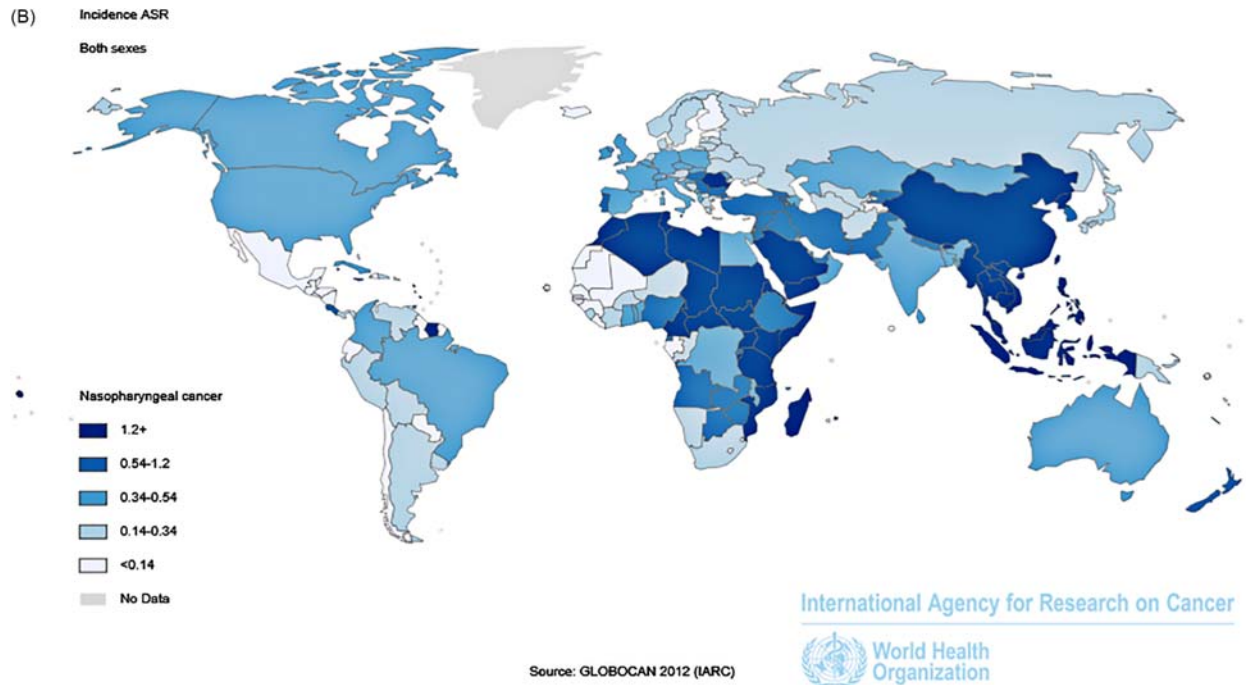 (B)
Incidence ASR
Both sexes
Nasopharyngeal cancer
1.2+
0.54-1.2
0.34-0.54
0.14-0.34
<0.14
No Data
International Agency for Research on Cancer
World Health
Organization
Source: GLOBOCAN 2012 (IARC)